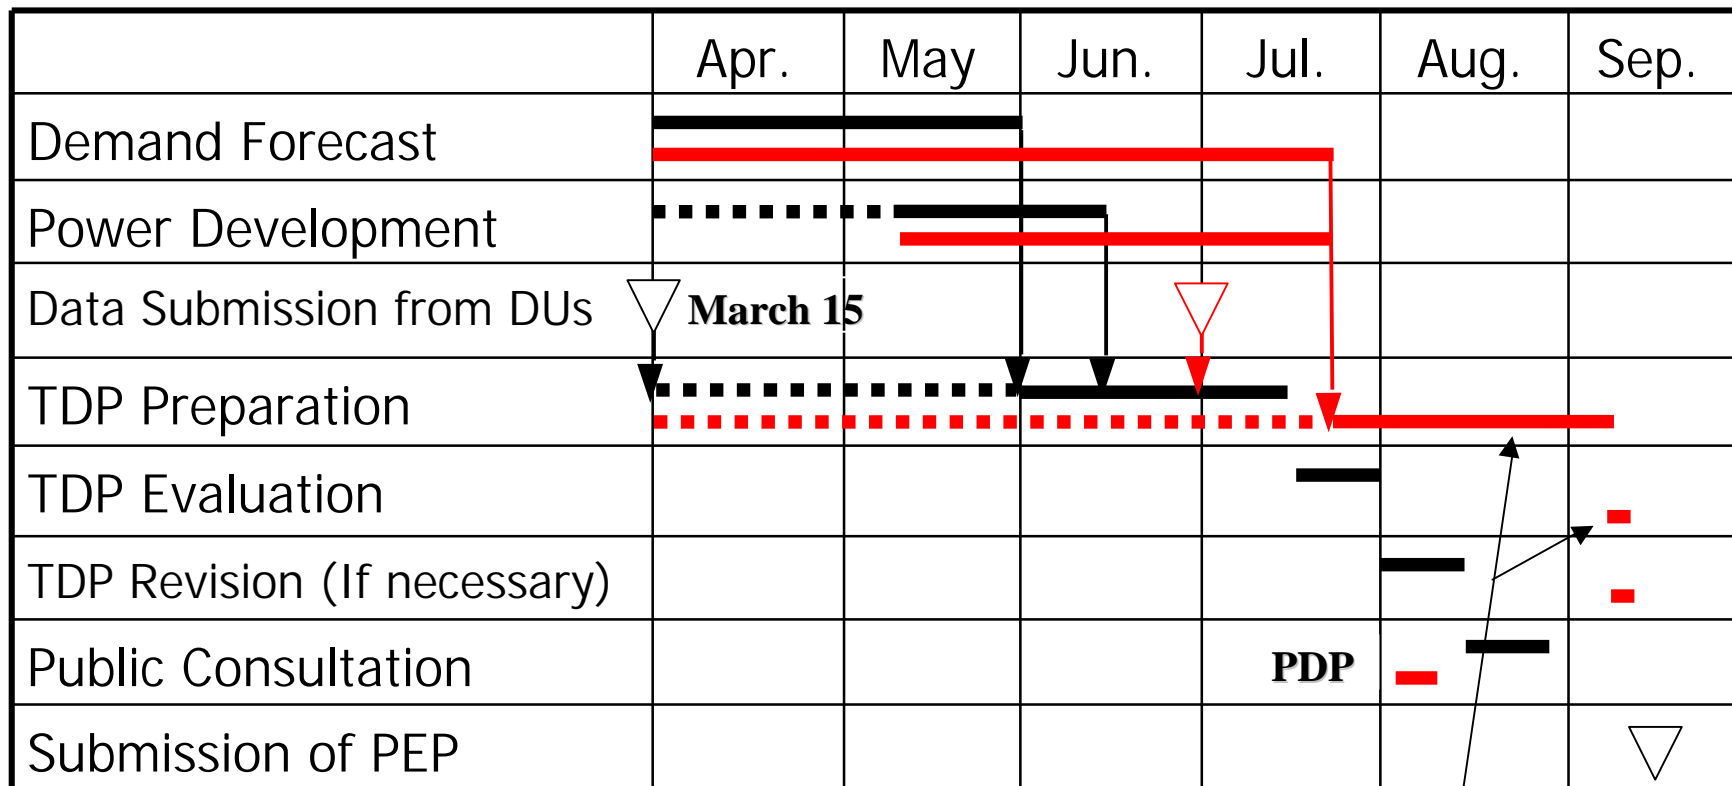 Apr. May Jun. Jul. Aug. Sep.
Demand Forecast
Power Development
Data Submission from DUs March 15
TDP Preparation
TDP Evaluation
TDP Revision (If necessary)
Public Consultation PDP
Submission of PEP